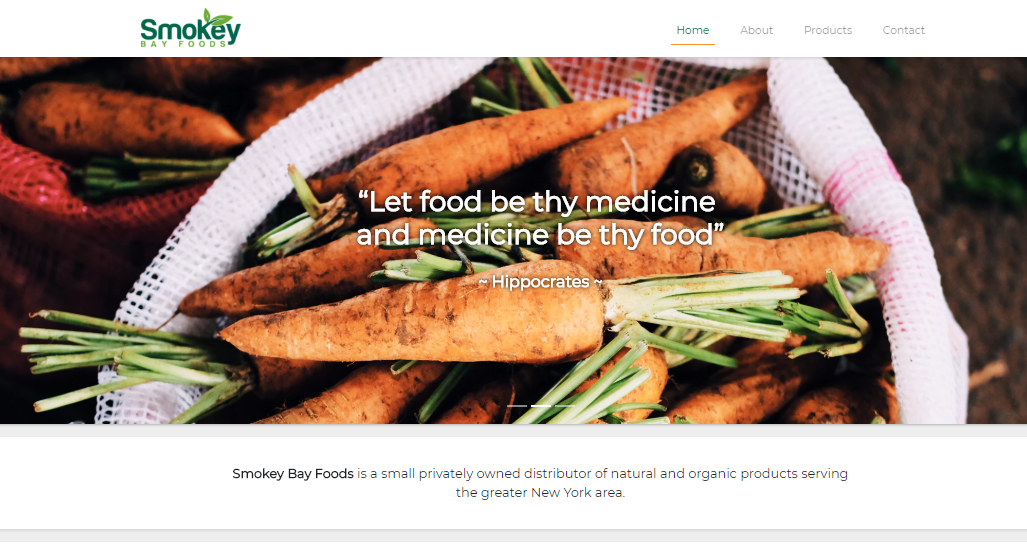 Smokey
BAY FOODS
Home About Products Contact
“Let food be thy medicine
and medicine be thy food”
~ Hippocrates ~
Smokey Bay Foods is a small privately owned distributor of natural and organic products serving
the greater New York area.